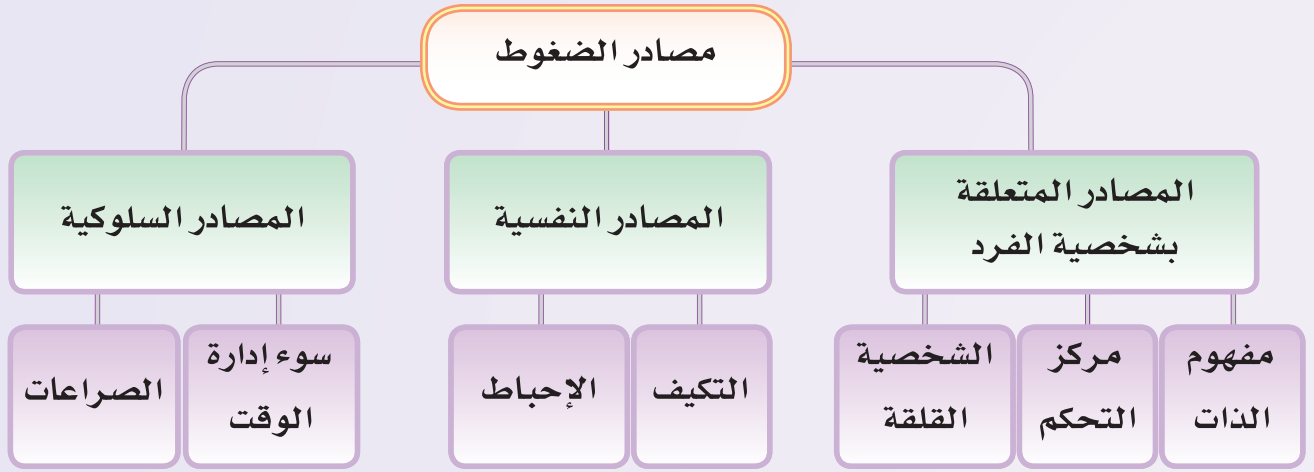 مصادر الضغوط
المصادر المتعلقة
بشخصية الفرد
المصادر النفسية
المصادر السلوكية
مفهوم
الذات
مركز
التحكم
الشخصية
القلقة
التكيف
الإحباط
سوء إدارة
الوقت
الصراعات